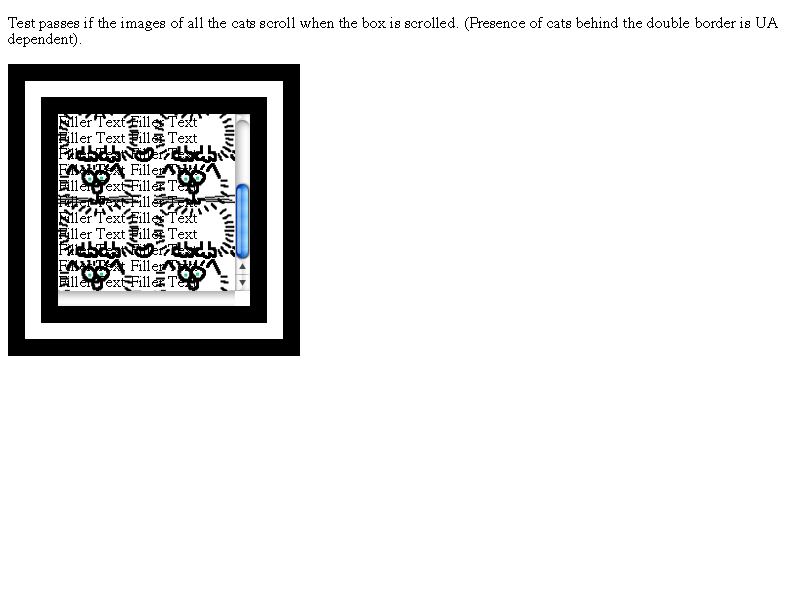 Test passes if the images of all the cats scroll when the box is scrolled. (Presence of cats behind the double border is UA
dependent).
Filler Text Filler Text
Filler Text Filler Text
Filler Text Filler Text
Filler Text Filler Text
Filler Text Filler Text
Filler Text Filler Text
Filler Text Filler Text
Filler Text Filler Text
Filler Text Filler Text
Filler Text Filler Text
Filler Text Filler Text